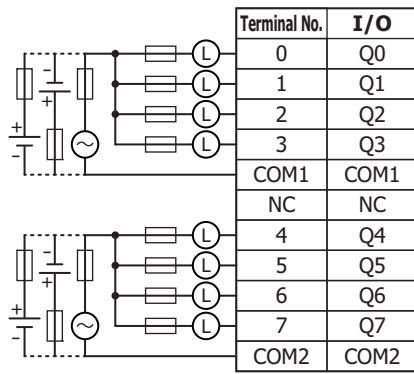 Terminal No. I/O
L 0 Q0
L 1 Q1
L 2 Q2
L 3 Q3
COM1 COM1
NC NC
L 4 Q4
L 5 Q5
L 6 Q6
L 7 Q7
COM2 COM2
- + + -
- + + -